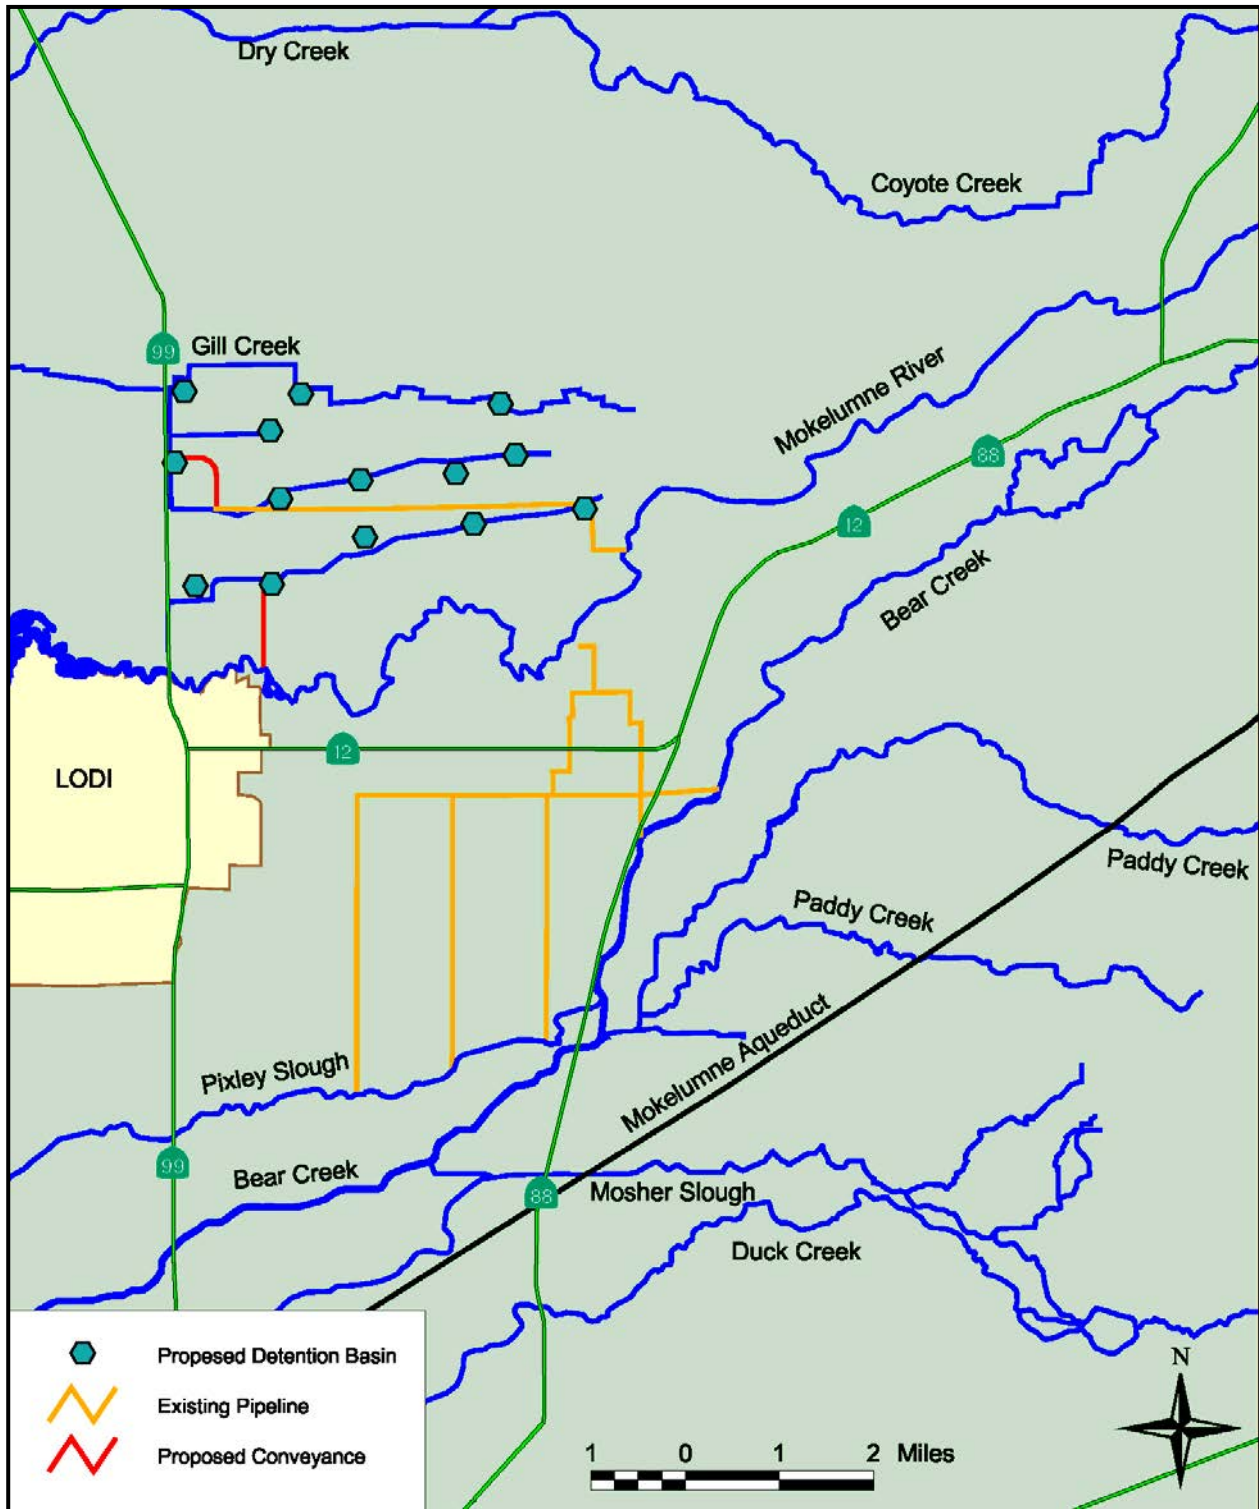 Dry Creek
Coyote Creek
99
Gill Creek
Mokelumne River
88
12
Bear Creek
12
LODI
Paddy Creek
Paddy Creek
Mokelumne Aqueduct
Pixley Slough
99
Bear Creek
88
Mosher Slough
Duck Creek
Propesed Detention Basin
Existing Pipeline
Proposed Conveyance
N
1 0 1 2 Miles